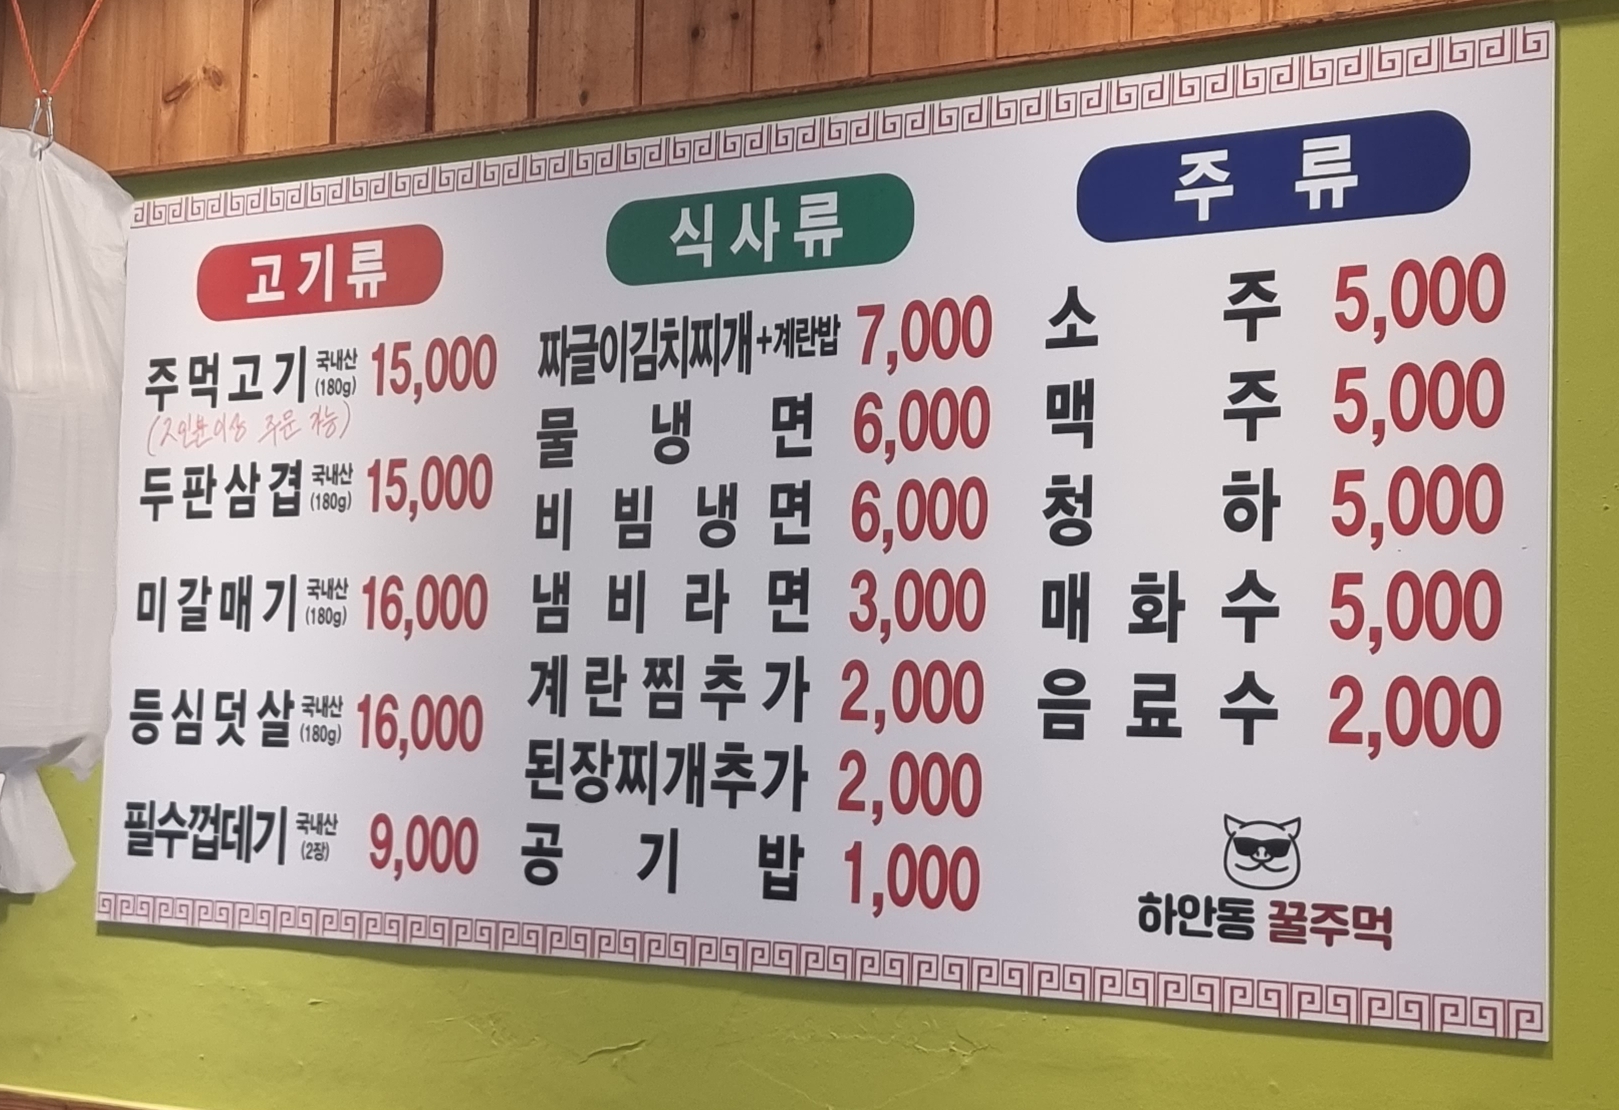 고기류
주먹고기 국내산 (180g) 15,000
(2인분이상 주문 가능)
두판삼겹 국내산 (180g) 15,000
미갈매기 국내산 (180g) 16,000
등심덧살 국내산 (180g) 16,000
필수껍데기 국내산 (2장) 9,000
식사류
짜글이김치찌개+계란밥 7,000
물냉면 6,000
비빔냉면 6,000
냄비라면 3,000
계란찜추가 2,000
된장찌개추가 2,000
공기밥 1,000
주류
소주 5,000
맥주 5,000
청하 5,000
매화수 5,000
음료수 2,000
하안동 꿀주먹